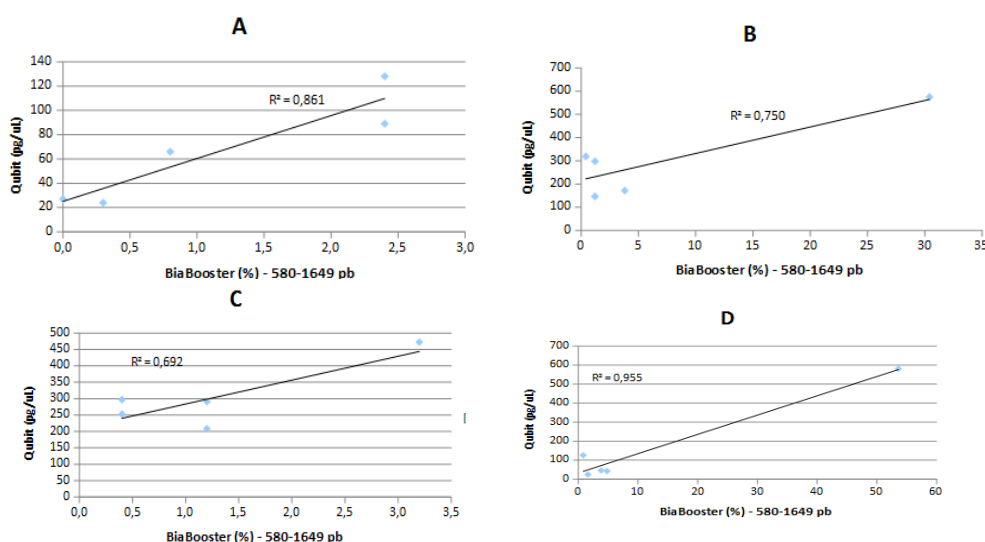 A
Qubit (pg/uL)
140
120
100
80
60
40
20
0
R² = 0,861
0,0 0,5 1,0 1,5 2,0 2,5 3,0
BiaBooster (%) - 580-1649 pb
B
Qubit (pg/uL)
700
600
500
400
300
200
100
0
R² = 0,750
0 5 10 15 20 25 30 35
BiaBooster (%) - 580-1649 pb
C
Qubit (pg/uL)
500
450
400
350
300
250
200
150
100
50
0
R² = 0,692
0,0 0,5 1,0 1,5 2,0 2,5 3,0 3,5
BiaBooster (%) - 580-1649 pb
D
Qubit (pg/uL)
700
600
500
400
300
200
100
0
R² = 0,955
0 10 20 30 40 50 60
BiaBooster (%) - 580-1649 pb